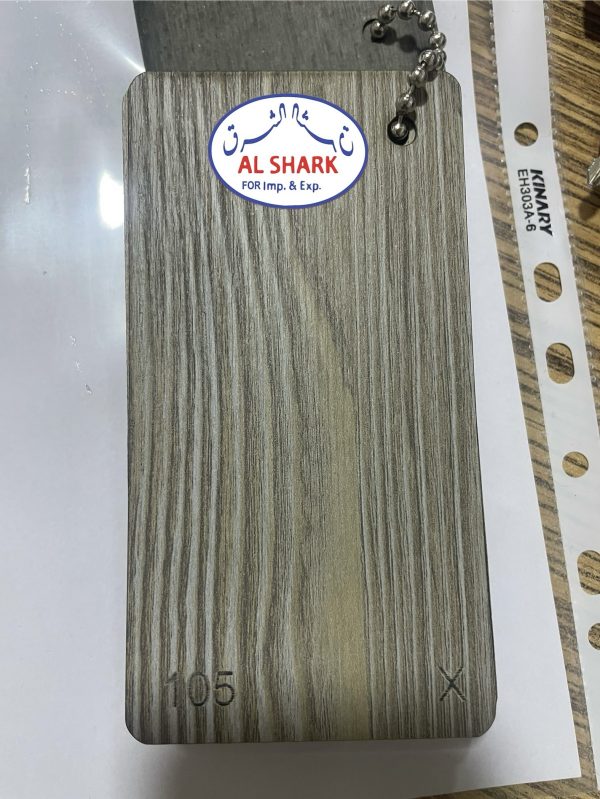 الشرق
AL SHARK
FOR Imp. & Exp.
KINARY
EH303A-6
105
X